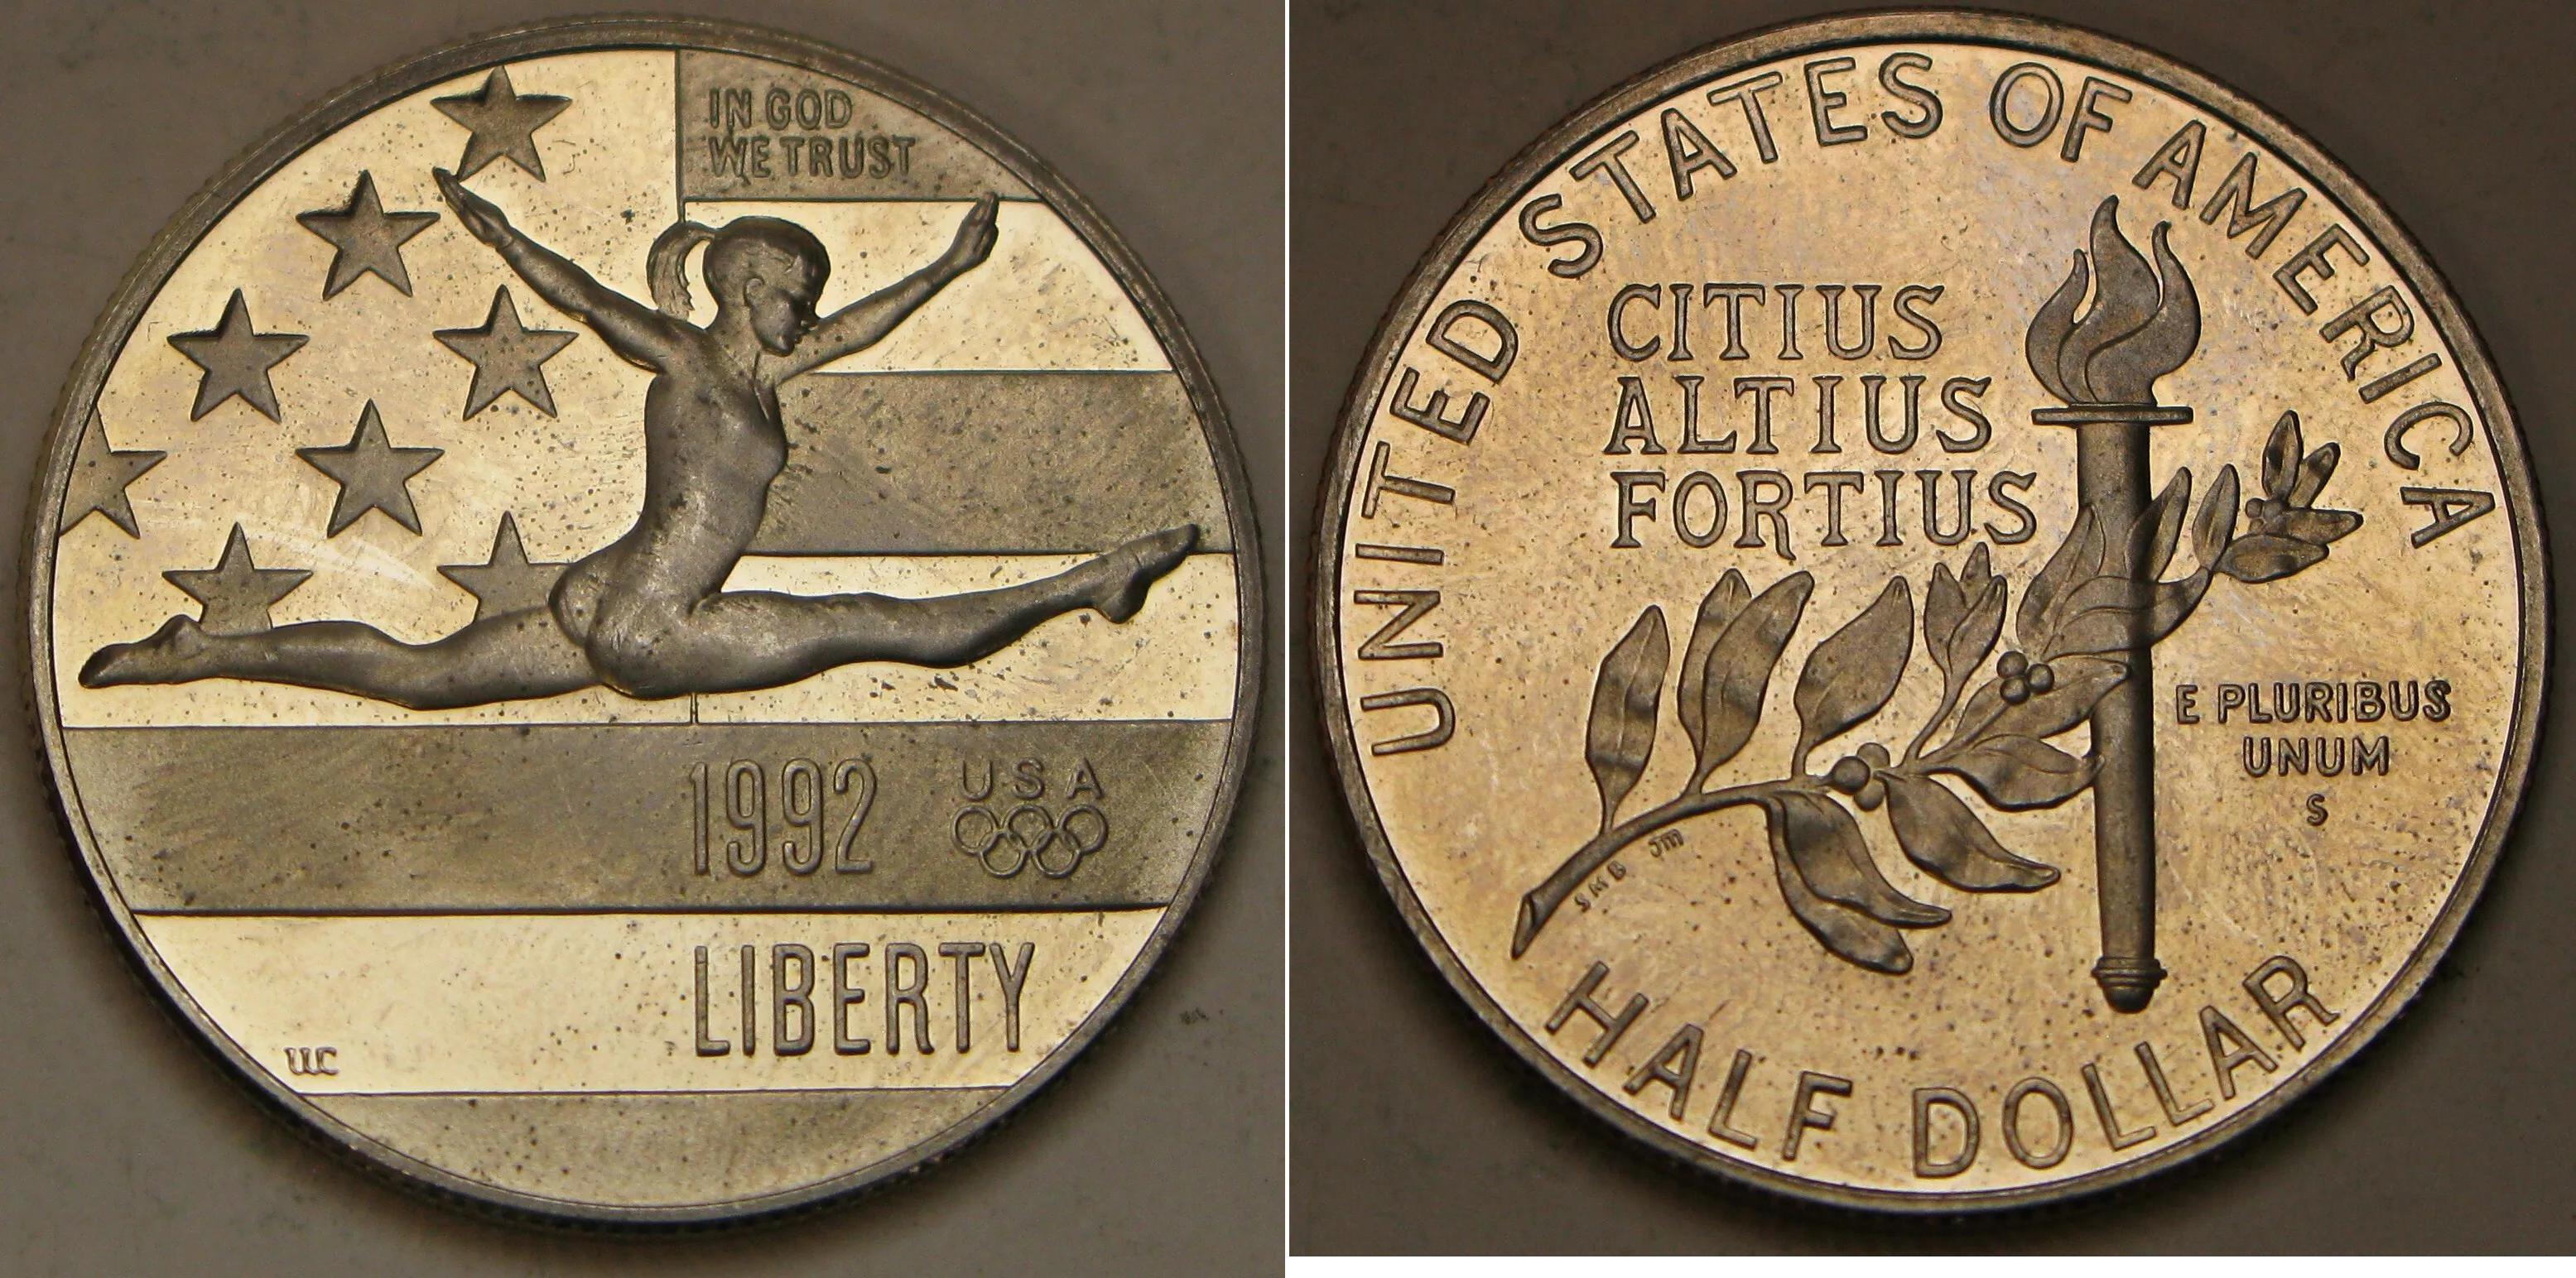 IN GOD
WE TRUST
1992
USA
LIBERTY
WC
UNITED STATES OF AMERICA
CITIUS
ALTIUS
FORTIUS
E PLURIBUS
UNUM
S
SMB JM
HALF DOLLAR